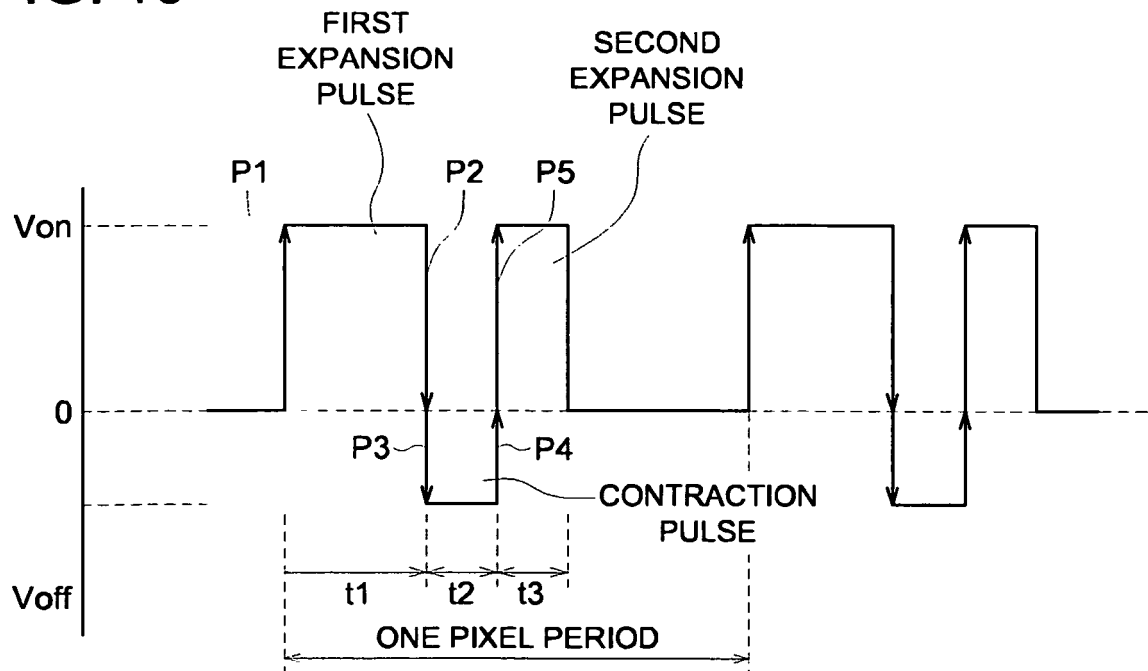 FIRST
EXPANSION
PULSE
SECOND
EXPANSION
PULSE
P1
P2
P5
Von
0
P3
P4
CONTRACTION
PULSE
Voff
t1
t2
t3
ONE PIXEL PERIOD